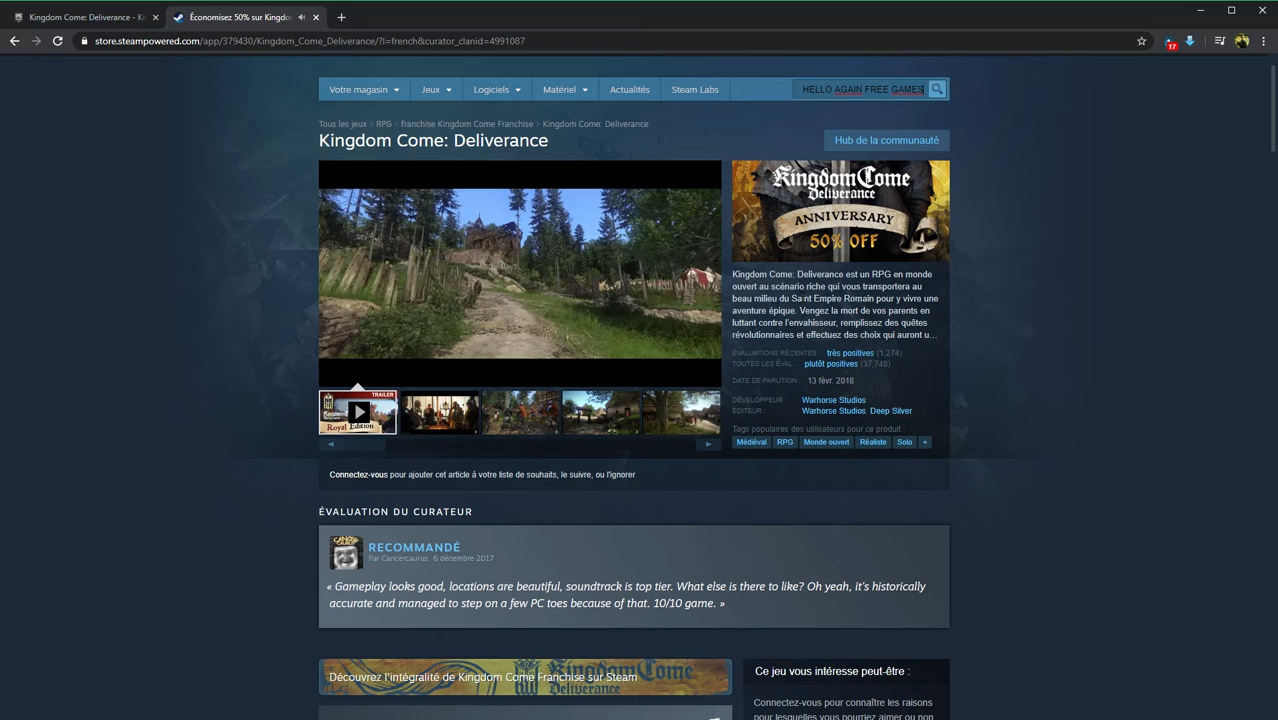 Kingdom Come: Deliverance - Ki
Économisez 50% sur Kingdo
store.steampowered.com/app/379430/Kingdom_Come_Deliverance/?l=french&curator_clanid=4991087
17
Votre magasin
Jeux
Logiciels
Matériel
Actualités
Steam Labs
HELLO AGAIN FREE GAMES
Tous les jeux > RPG > franchise Kingdom Come Franchise > Kingdom Come: Deliverance
Kingdom Come: Deliverance
Hub de la communauté
Kingdom Come
Deliverance
ANNIVERSARY
50% OFF
Kingdom Come: Deliverance est un RPG en monde
ouvert au scénario riche qui vous transportera au
beau milieu du Sa nt Empire Romain pour y vivre une
aventure épique. Vengez la mort de vos parents en
luttant contre l'envahisseur, remplissez des quêtes
révolutionnaires et effectuez des choix qui auront u...
ÉVALUATIONS RÉCENTES : très positives (1,274)
TOUTES LES ÉVAL... plutôt positives (37,748)
DATE DE PARUTION : 13 févr. 2018
DÉVELOPPEUR : Warhorse Studios
ÉDITEUR : Warhorse Studios, Deep Silver
Tags populaires des utilisateurs pour ce produit :
Médiéval RPG Monde ouvert Réaliste Solo +
TRAILER
Royal Edition
Connectez-vous pour ajouter cet article à votre liste de souhaits, le suivre, ou l'ignorer
ÉVALUATION DU CURATEUR
RECOMMANDÉ
Par Cancercaurus 6 décembre 2017
« Gameplay looks good, locations are beautiful, soundtrack is top tier. What else is there to like? Oh yeah, it's historically
accurate and managed to step on a few PC toes because of that. 10/10 game. »
Découvrez l'intégralité de Kingdom Come Franchise sur Steam
Kingdom Come
Deliverance
Ce jeu vous intéresse peut-être :
Connectez-vous pour connaître les raisons
pour lesquelles vous pourriez aimer ou non